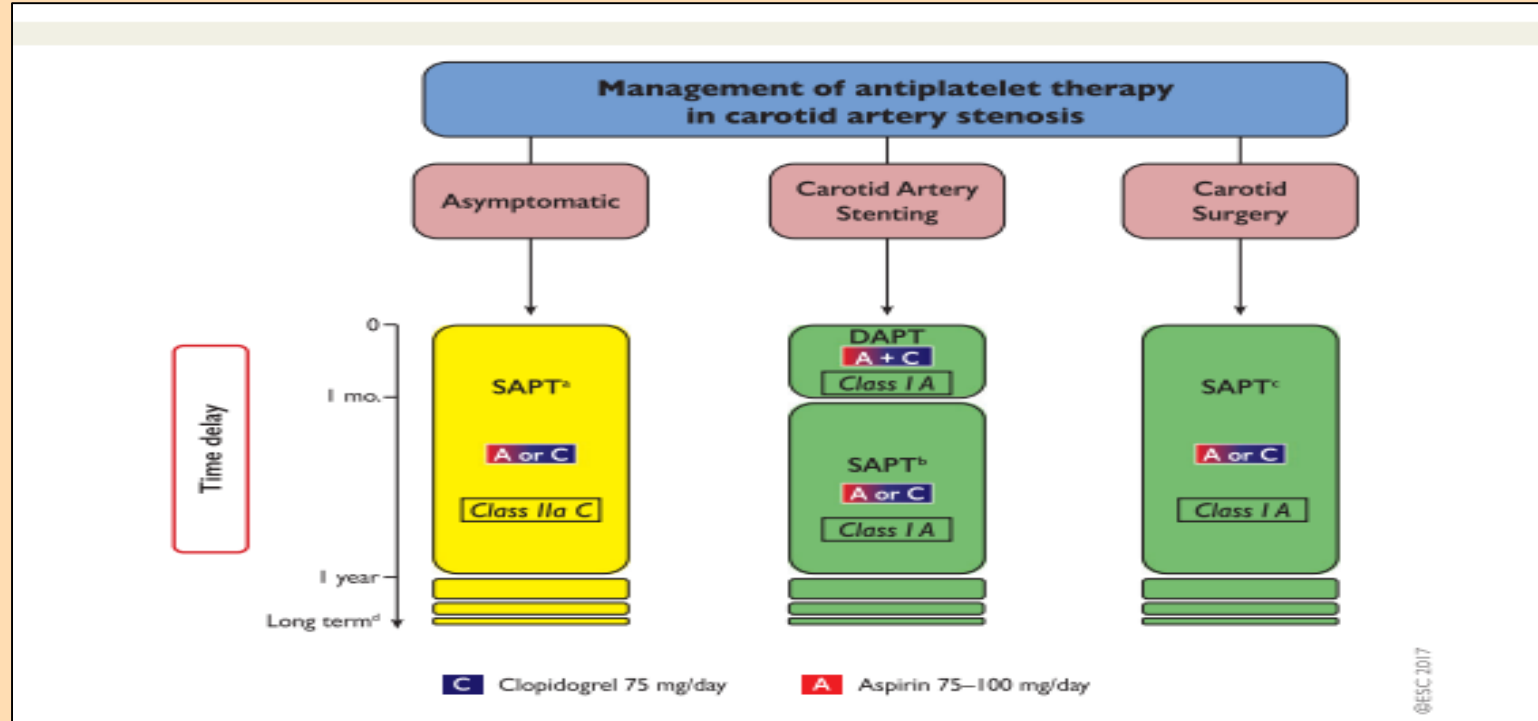 Management of antiplatelet therapy
in carotid artery stenosis
Asymptomatic
Carotid Artery
Stenting
Carotid
Surgery
Time delay
0
1 mo.
1 year
Long termᵈ
SAPTᵃ
A or C
Class IIa C
DAPT
A + C
Class I A
SAPTᵇ
A or C
Class I A
SAPTᶜ
A or C
Class I A
C Clopidogrel 75 mg/day
A Aspirin 75–100 mg/day
©ESC 2017